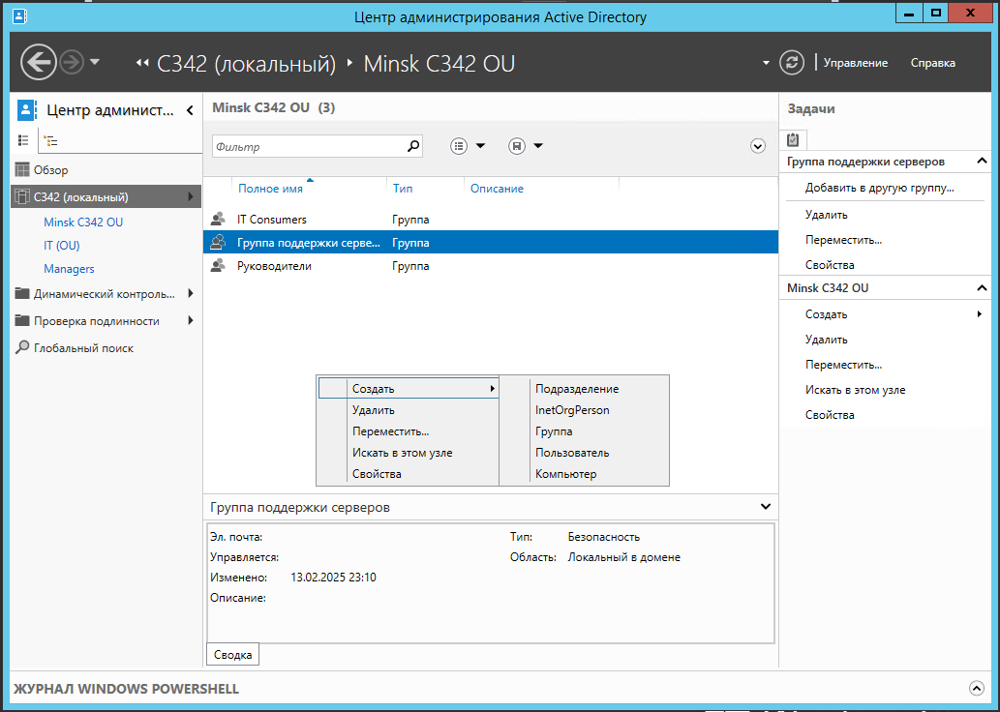 Центр администрирования Active Directory
C342 (локальный) Minsk C342 OU
Управление Справка
Центр админист...
Обзор
C342 (локальный)
Minsk C342 OU
IT (OU)
Managers
Динамический контроль...
Проверка подлинности
Глобальный поиск
Minsk C342 OU (3)
Фильтр
Полное имя Тип Описание
IT Consumers Группа
Группа поддержки серве... Группа
Руководители Группа
Создать
Удалить
Переместить...
Искать в этом узле
Свойства
Подразделение
InetOrgPerson
Группа
Пользователь
Компьютер
Группа поддержки серверов
Эл. почта:
Управляется:
Изменено: 13.02.2025 23:10
Описание:
Тип: Безопасность
Область: Локальный в домене
Сводка
Задачи
Группа поддержки серверов
Добавить в другую группу...
Удалить
Переместить...
Свойства
Minsk C342 OU
Создать
Удалить
Переместить...
Искать в этом узле
Свойства
ЖУРНАЛ WINDOWS POWERSHELL